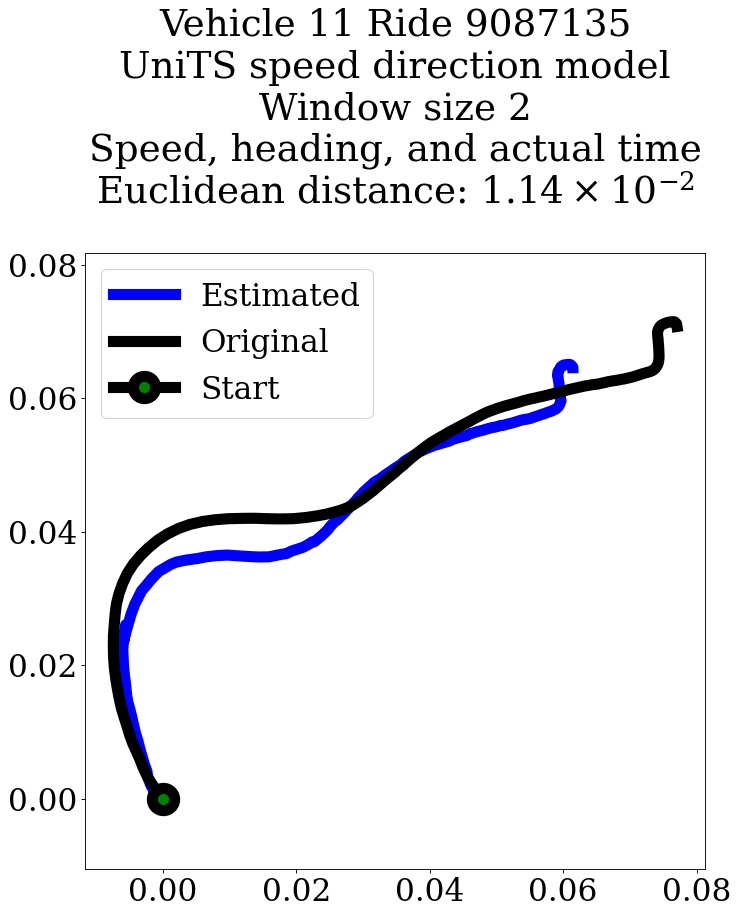 Vehicle 11 Ride 9087135
UniTS speed direction model
Window size 2
Speed, heading, and actual time
Euclidean distance: 1.14 × 10⁻²
0.08
Estimated
Original
Start
0.06
0.04
0.02
0.00
0.00 0.02 0.04 0.06 0.08